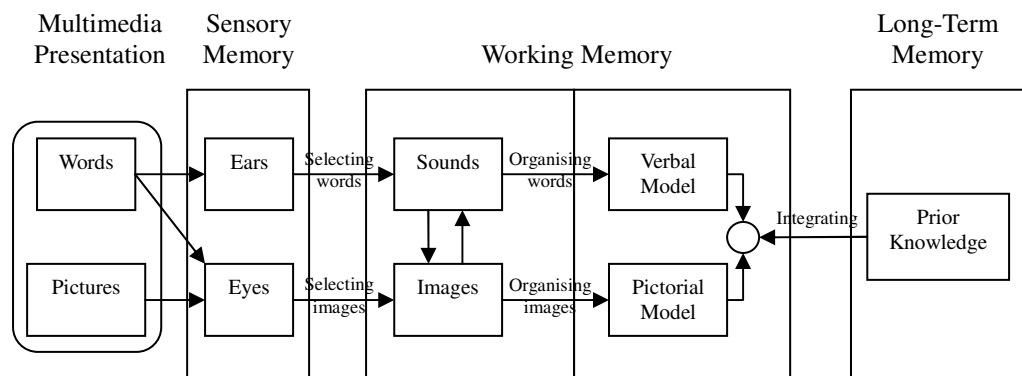 Multimedia
Presentation
Sensory
Memory
Working Memory
Long-Term
Memory
Words
Ears
Selecting
words
Sounds
Organising
words
Verbal
Model
Integrating
Prior
Knowledge
Pictures
Eyes
Selecting
images
Images
Organising
images
Pictorial
Model